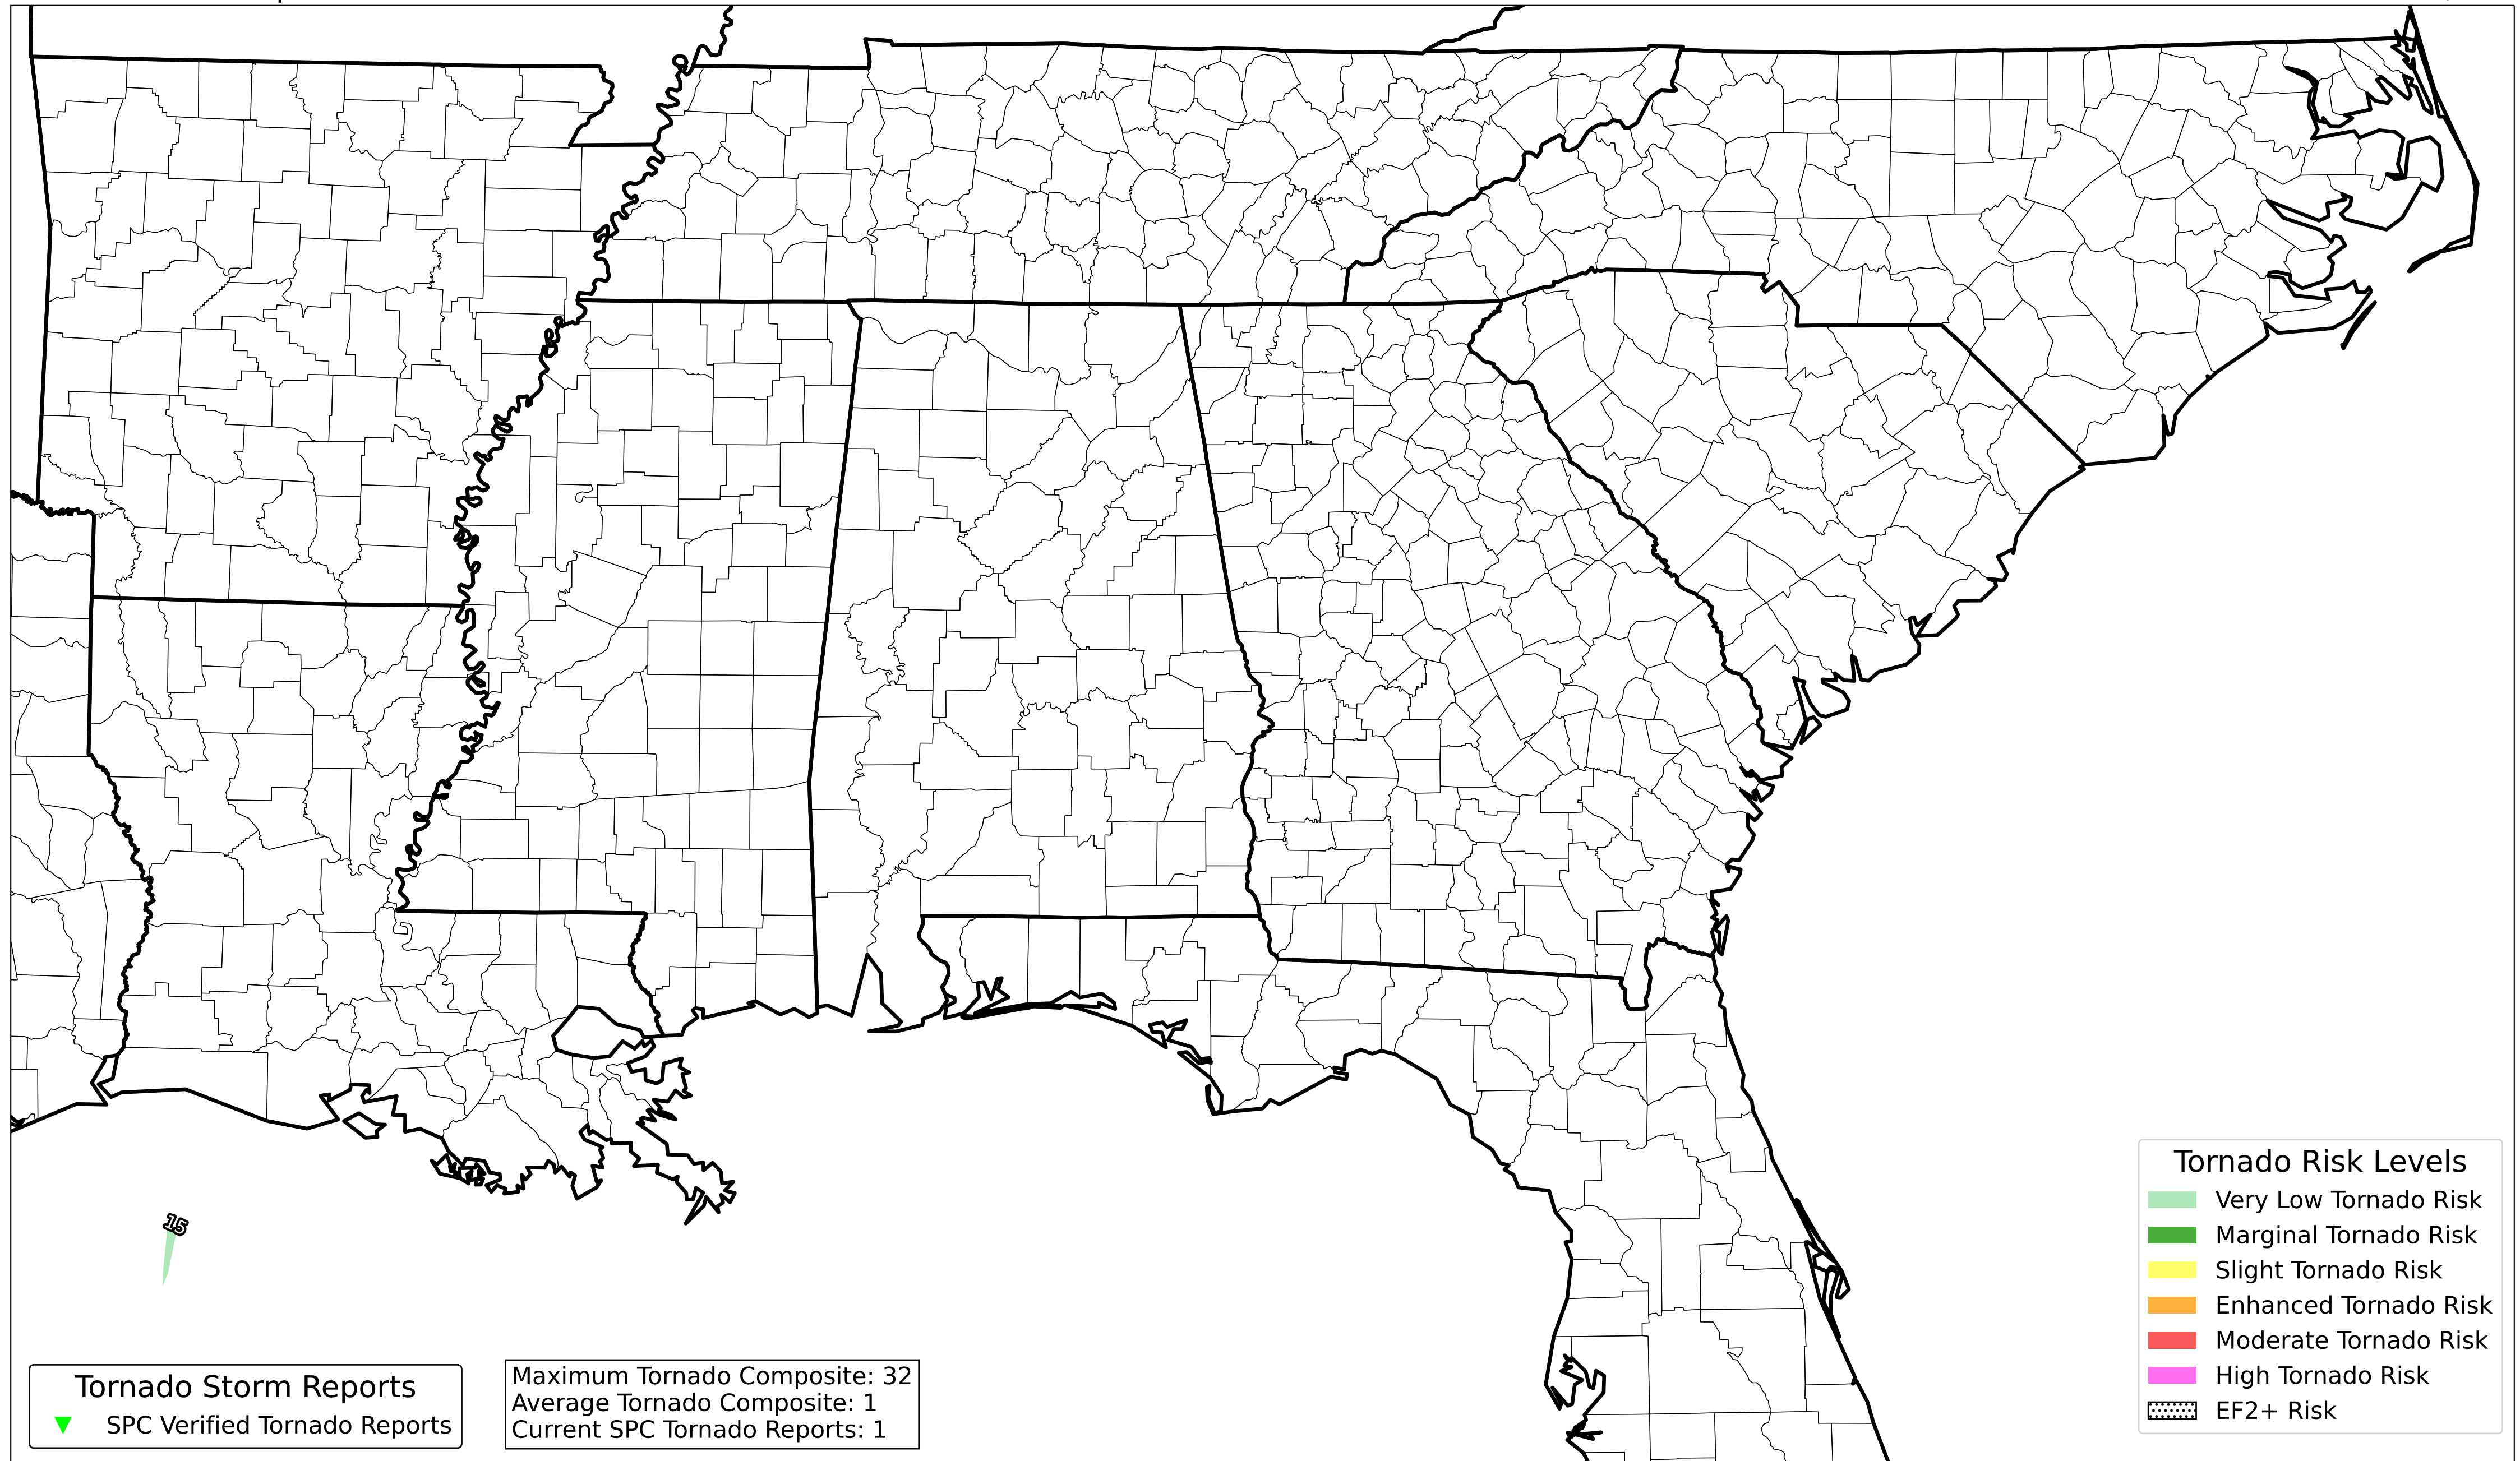 15
Tornado Storm Reports
SPC Verified Tornado Reports
Maximum Tornado Composite: 32
Average Tornado Composite: 1
Current SPC Tornado Reports: 1
Tornado Risk Levels
Very Low Tornado Risk
Marginal Tornado Risk
Slight Tornado Risk
Enhanced Tornado Risk
Moderate Tornado Risk
High Tornado Risk
EF2+ Risk